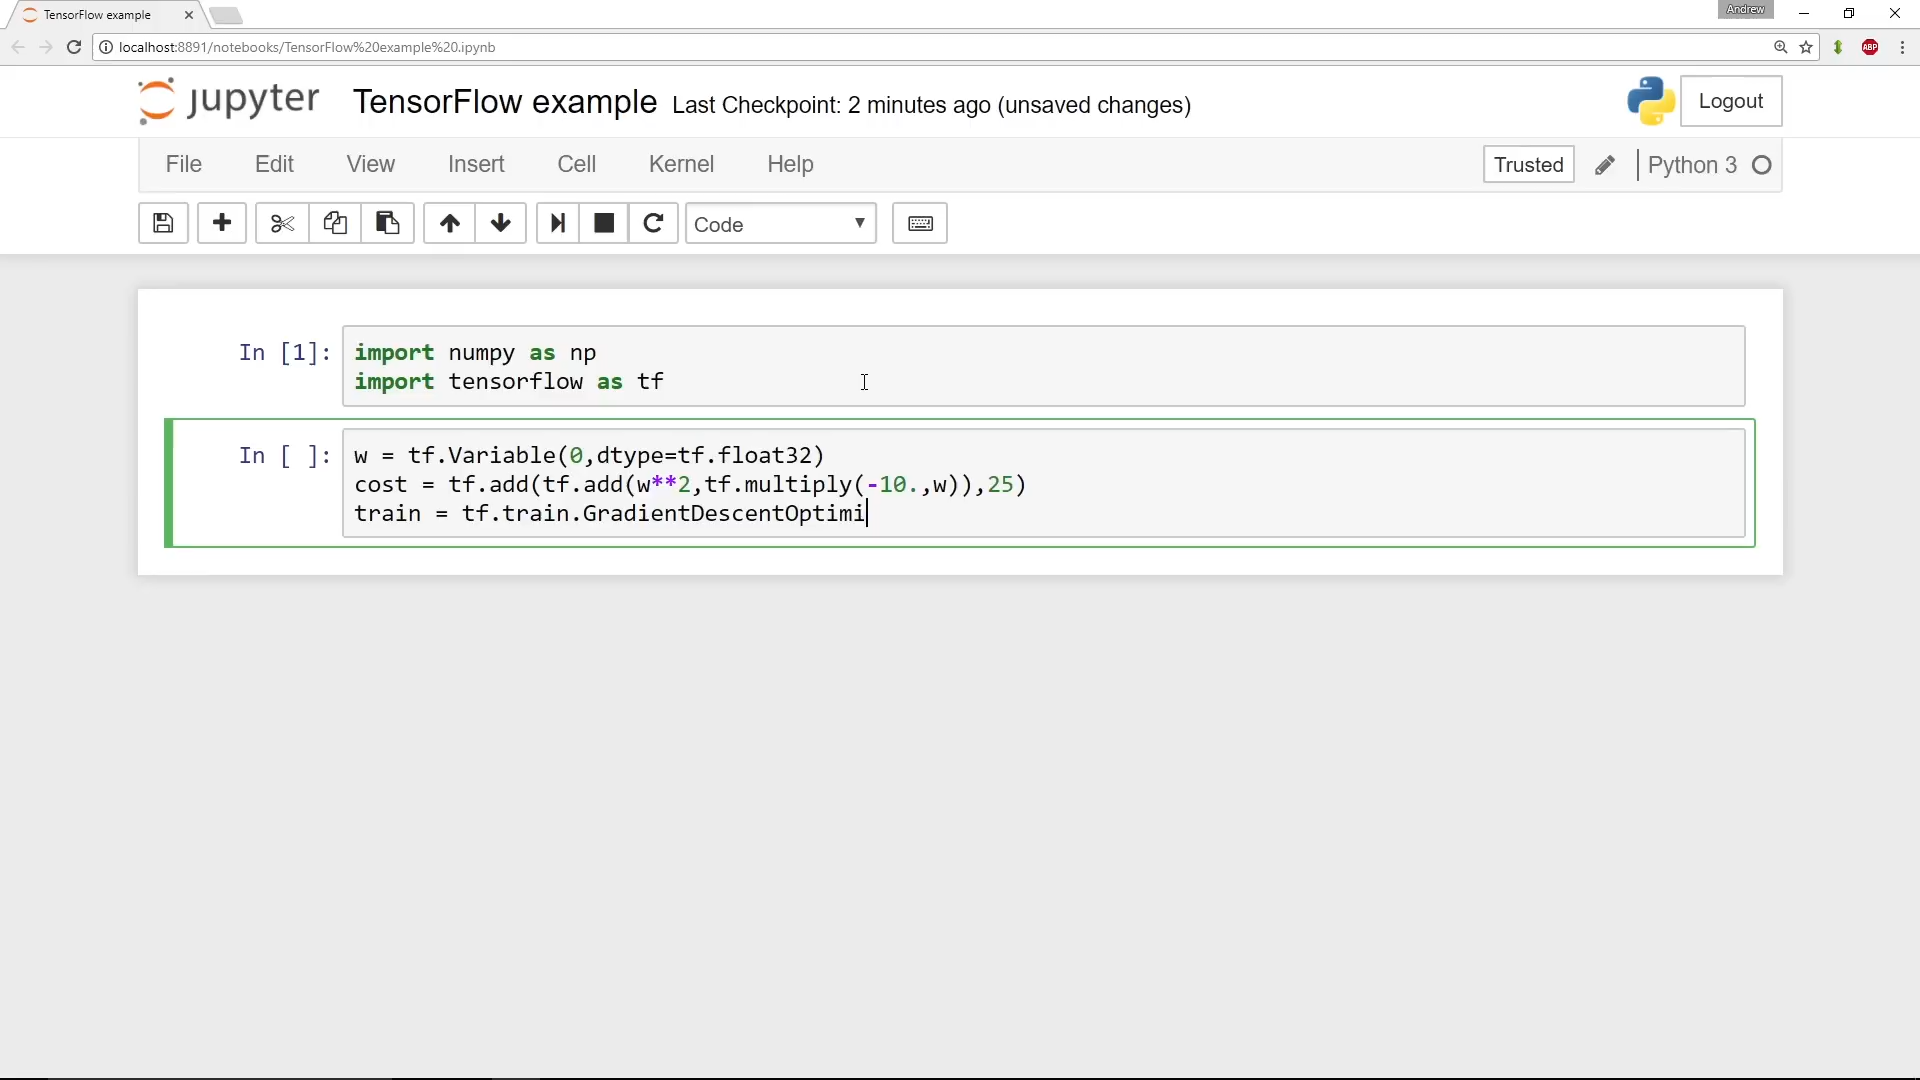 TensorFlow example
Andrew
localhost:8891/notebooks/TensorFlow%20example%20.ipynb
ABP
jupyter TensorFlow example Last Checkpoint: 2 minutes ago (unsaved changes) Logout
File Edit View Insert Cell Kernel Help Trusted Python 3
Code
In [1]: import numpy as np
import tensorflow as tf
In [ ]: w = tf.Variable(0,dtype=tf.float32)
cost = tf.add(tf.add(w**2,tf.multiply(-10.,w)),25)
train = tf.train.GradientDescentOptimi